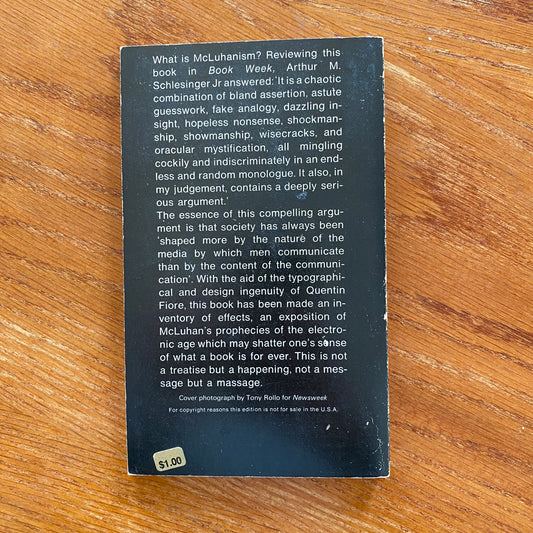 What is McLuhanism? Reviewing this
book in Book Week, Arthur M.
Schlesinger Jr answered: 'It is a chaotic
combination of bland assertion, astute
guesswork, fake analogy, dazzling in-
sight, hopeless nonsense, shockman-
ship, showmanship, wisecracks, and
oracular mystification, all mingling
cockily and indiscriminately in an end-
less and random monologue. It also, in
my judgement, contains a deeply seri-
ous argument.'
The essence of this compelling argu-
ment is that society has always been
'shaped more by the nature of the
media by which men communicate
than by the content of the communi-
cation'. With the aid of the typographi-
cal and design ingenuity of Quentin
Fiore, this book has been made an in-
ventory of effects, an exposition of
McLuhan's prophecies of the electro-
nic age which may shatter one's sense
of what a book is for ever. This is not
a treatise but a happening, not a mes-
sage but a massage.
Cover photograph by Tony Rollo for Newsweek
For copyright reasons this edition is not for sale in the U.S.A.
$1.00